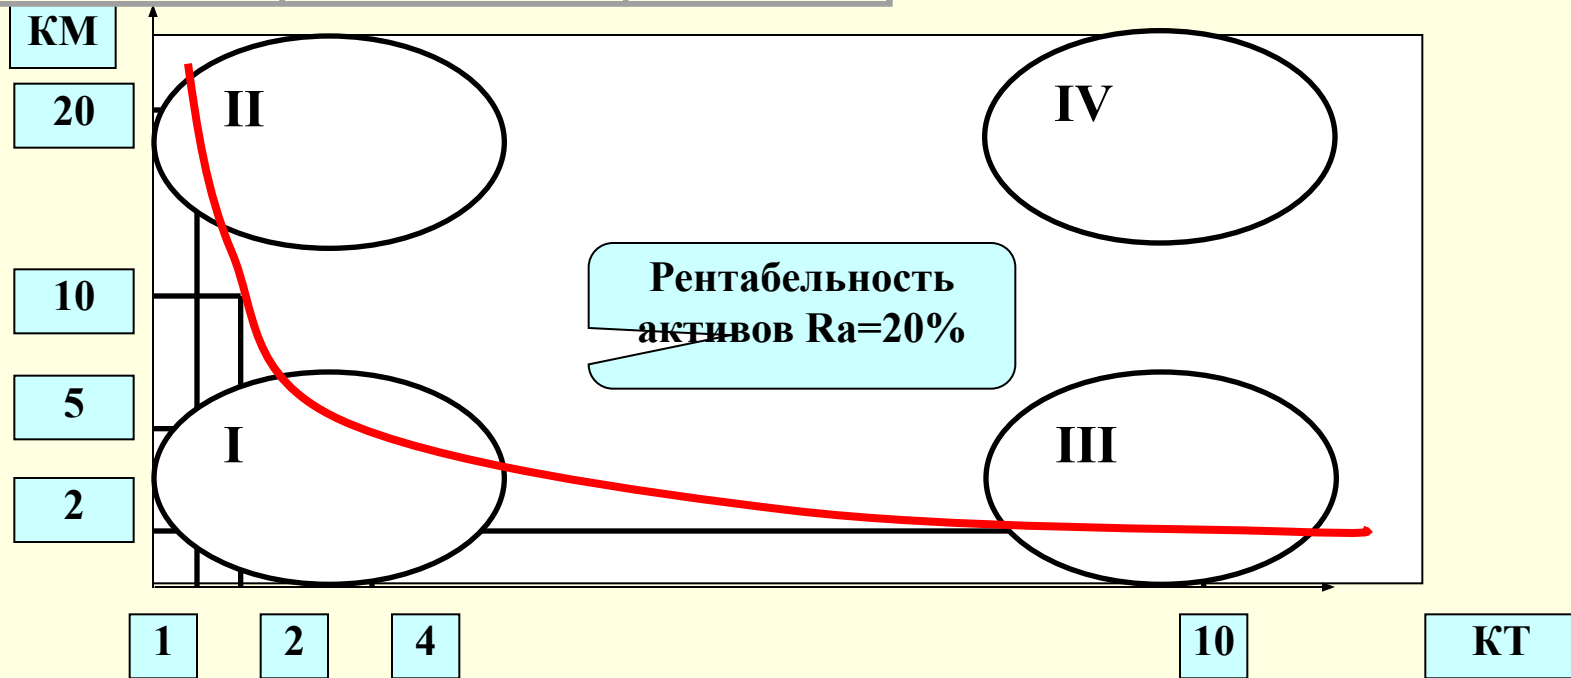 КМ
20
II
IV
10
Рентабельность
активов Ra=20%
5
I
III
2
1
2
4
10
КТ